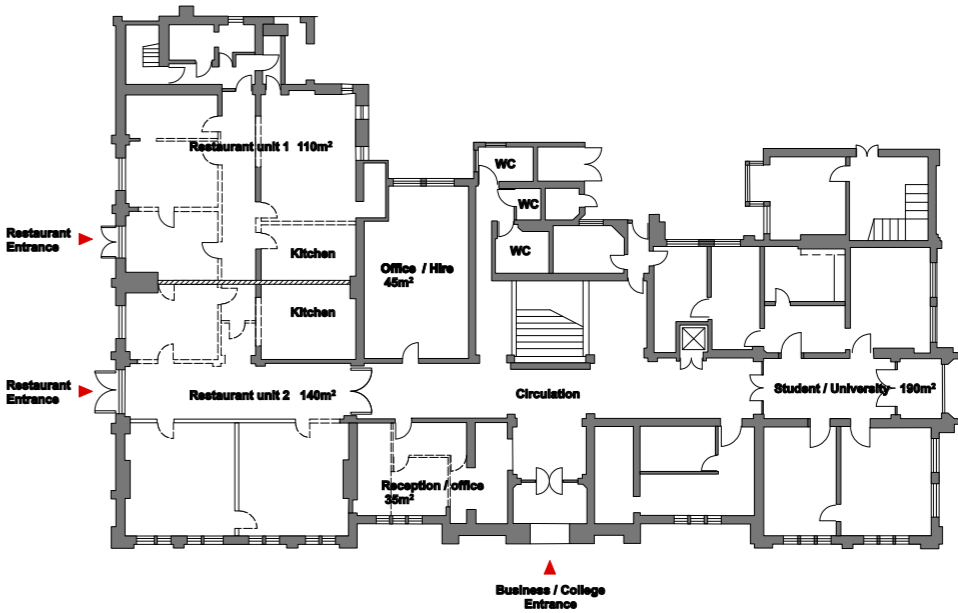 WC
Restaurant unit 1 110m²
WC
Restaurant
Entrance
WC
Kitchen
Office / Hire
45m²
Kitchen
Restaurant
Entrance
Restaurant unit 2 140m²
Circulation
Student / University 190m²
Reception / office
35m²
Business / College
Entrance